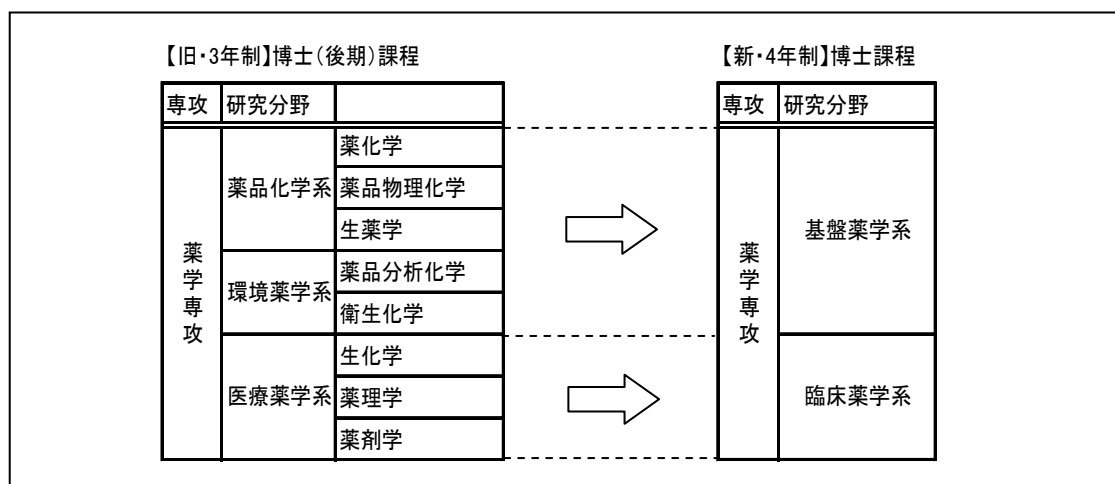 【旧・3年制】博士(後期)課程
専攻 研究分野
薬学専攻
薬品化学系
薬化学
薬品物理化学
生薬学
環境薬学系
薬品分析化学
衛生化学
医療薬学系
生化学
薬理学
薬剤学
【新・4年制】博士課程
専攻 研究分野
薬学専攻
基盤薬学系
臨床薬学系